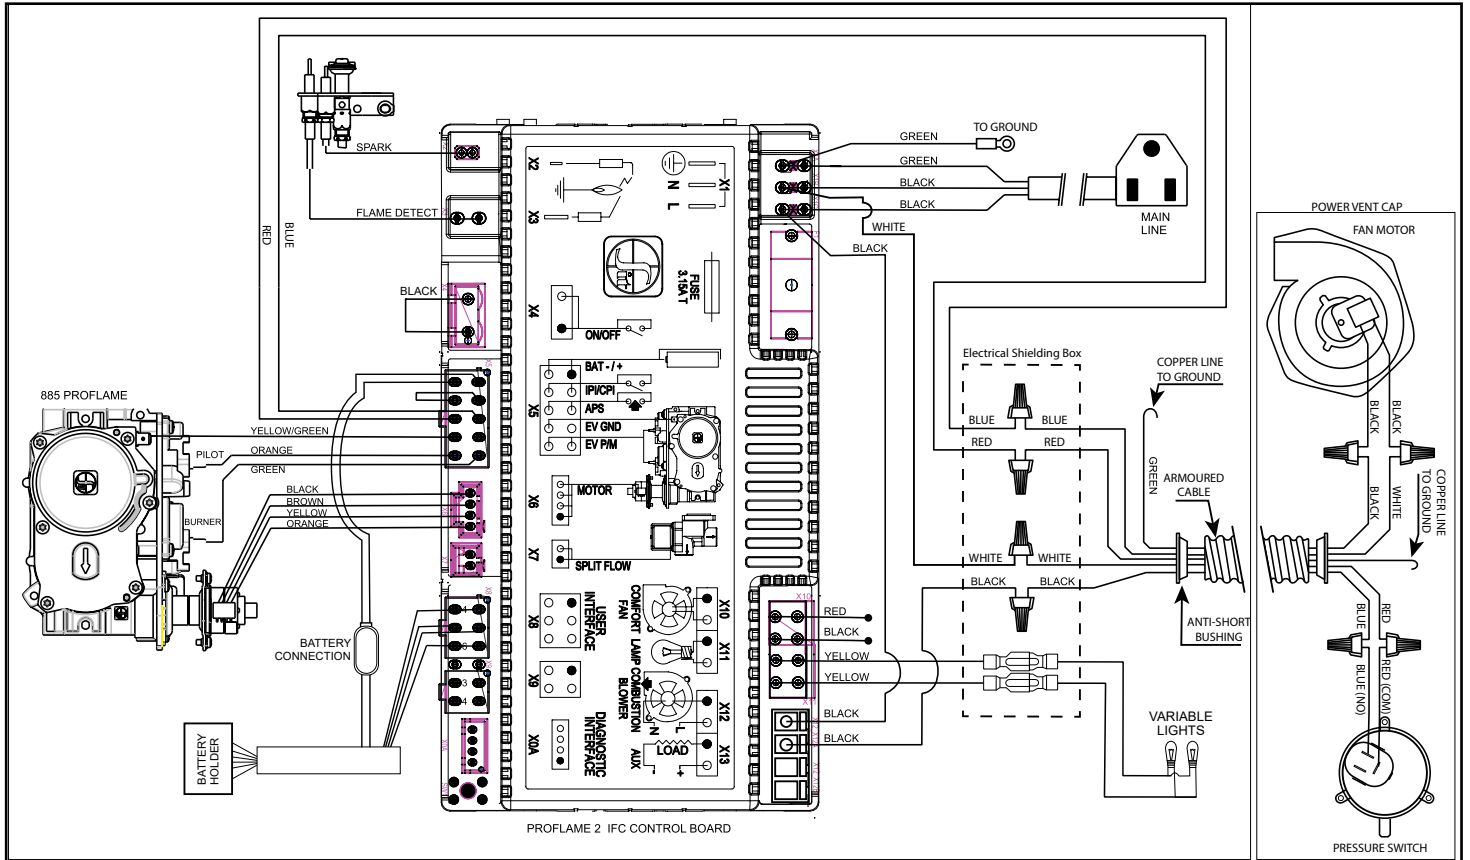 SPARK
FLAME DETECT
RED
BLUE
BLACK
885 PROFLAME
YELLOW/GREEN
PILOT
ORANGE
GREEN
BLACK
BROWN
YELLOW
ORANGE
BURNER
BATTERY
CONNECTION
BATTERY
HOLDER
X2
X3
X1
N
L
FUSE
3.15A T
X4
ON/OFF
BAT - / +
IPI/CPI
X5
APS
EV GND
EV P/M
MOTOR
X6
X7
SPLIT FLOW
X8
USER
INTERFACE
X9
DIAGNOSTIC
INTERFACE
X0A
COMFORT
FAN
X10
LAMP
X11
COMBUSTION
BLOWER
X12
N
L
LOAD
AUX
-
+
X13
PROFLAME 2 IFC CONTROL BOARD
TO GROUND
GREEN
GREEN
BLACK
BLACK
MAIN
LINE
WHITE
BLACK
Electrical Shielding Box
BLUE
BLUE
RED
RED
WHITE
WHITE
BLACK
BLACK
X10
RED
BLACK
YELLOW
YELLOW
BLACK
BLACK
COPPER LINE
TO GROUND
GREEN
ARMOURED
CABLE
ANTI-SHORT
BUSHING
VARIABLE
LIGHTS
POWER VENT CAP
FAN MOTOR
BLACK
BLACK
BLACK
WHITE
COPPER LINE
TO GROUND
BLUE
RED
BLUE (NO)
RED (COM)
PRESSURE SWITCH